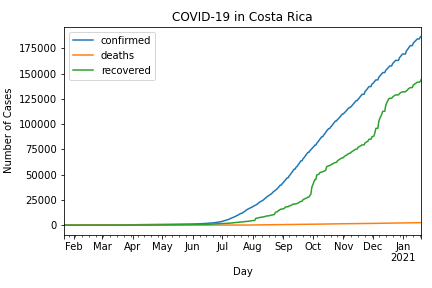 COVID-19 in Costa Rica
confirmed
deaths
recovered
Number of Cases
175000
150000
125000
100000
75000
50000
25000
0
Feb Mar Apr May Jun Jul Aug Sep Oct Nov Dec Jan
2021
Day